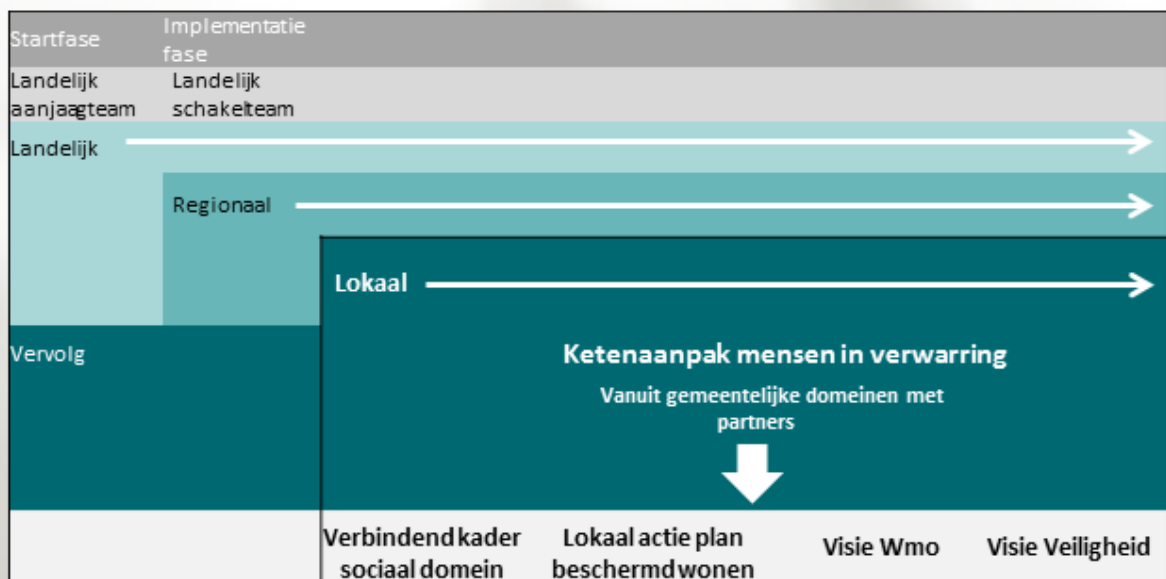 Startfase
Implementatie
fase
Landelijk
aanjaagteam
Landelijk
schakelteam
Landelijk
Regionaal
Lokaal
Vervolg
Ketenaanpak mensen in verwarring
Vanuit gemeentelijke domeinen met
partners
Verbindend kader
sociaal domein
Lokaal actie plan
beschermd wonen
Visie Wmo
Visie Veiligheid